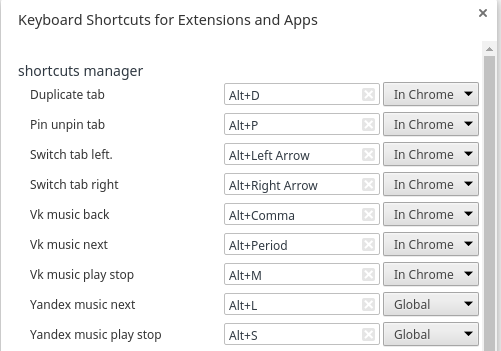 Keyboard Shortcuts for Extensions and Apps
shortcuts manager
Duplicate tab Alt+D In Chrome
Pin unpin tab Alt+P In Chrome
Switch tab left. Alt+Left Arrow In Chrome
Switch tab right Alt+Right Arrow In Chrome
Vk music back Alt+Comma In Chrome
Vk music next Alt+Period In Chrome
Vk music play stop Alt+M In Chrome
Yandex music next Alt+L Global
Yandex music play stop Alt+S Global